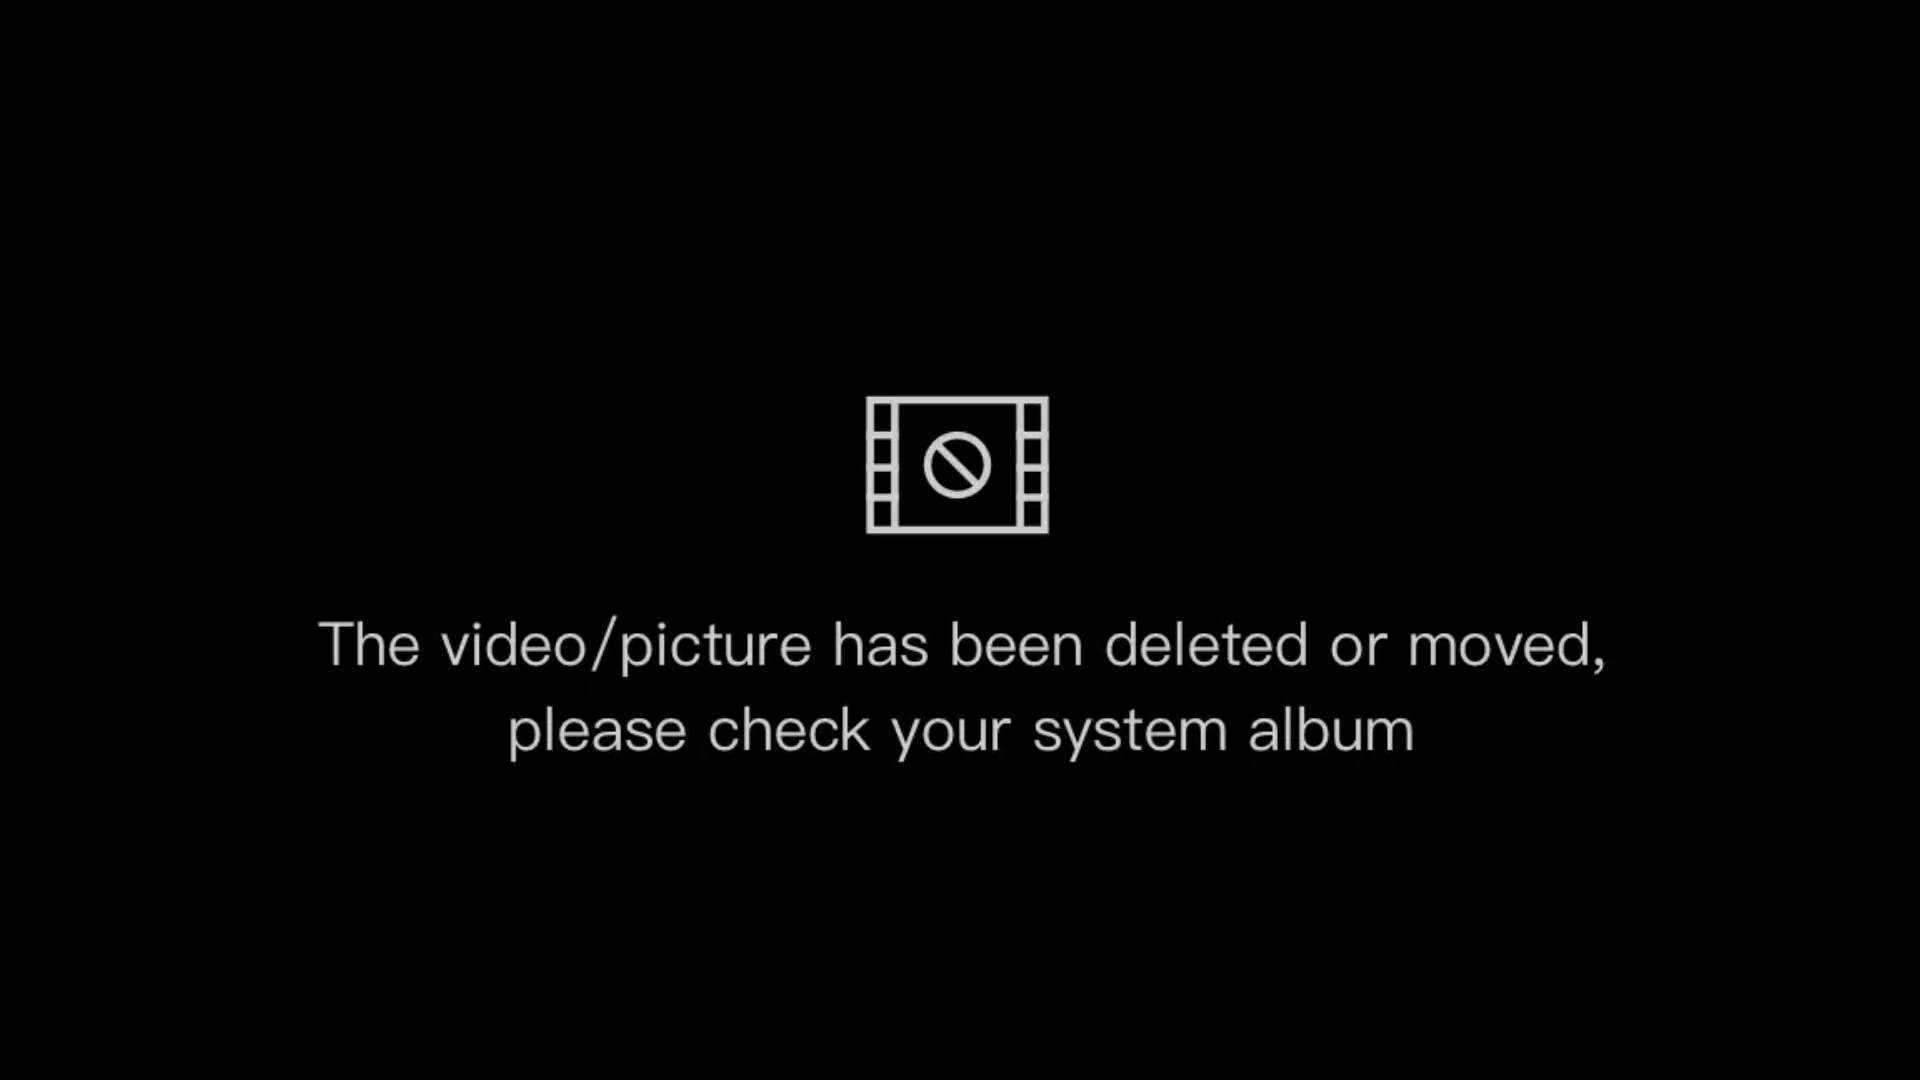 The video/picture has been deleted or moved,
please check your system album